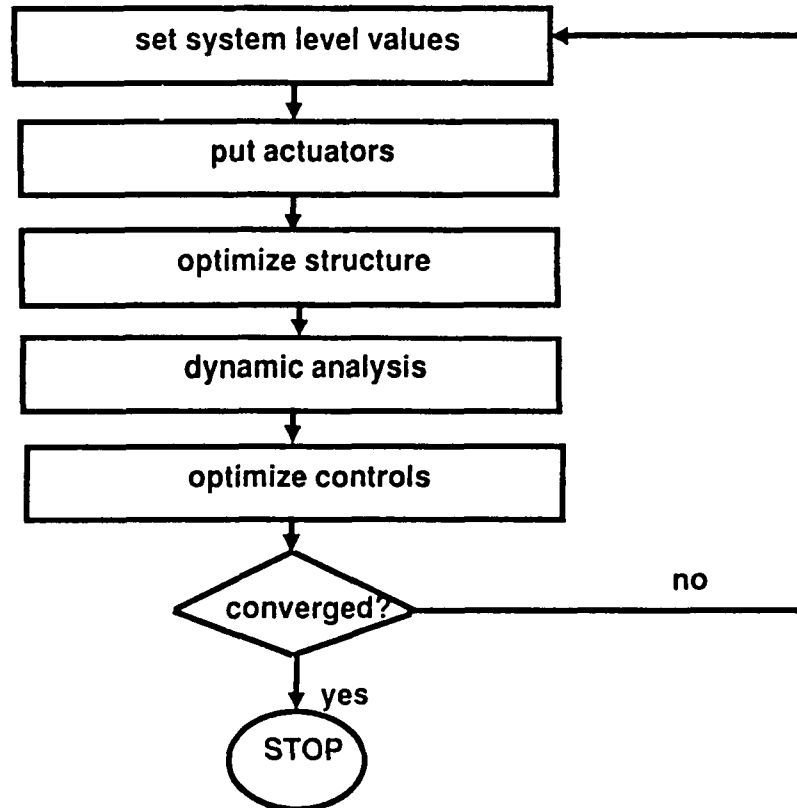 set system level values
put actuators
optimize structure
dynamic analysis
optimize controls
no
converged?
yes
STOP